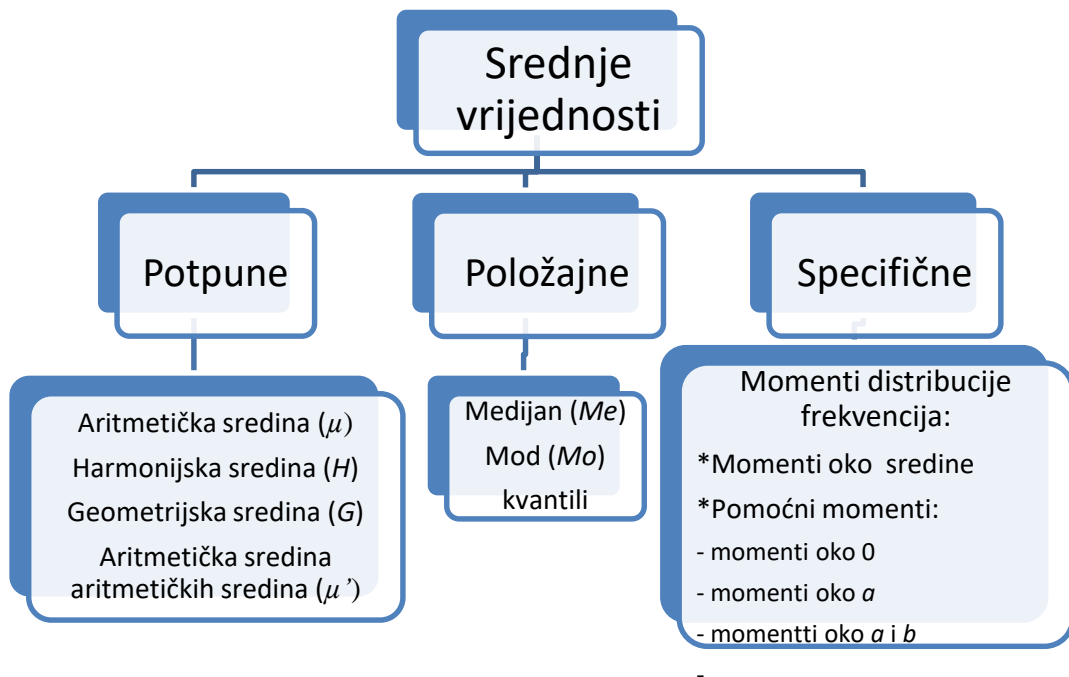 Srednje
vrijednosti
Potpune
Položajne
Specifične
Aritmetička sredina (μ)
Harmonijska sredina (H)
Geometrijska sredina (G)
Aritmetička sredina
aritmetičkih sredina (μ’)
Medijan (Me)
Mod (Mo)
kvantili
Momenti distribucije
frekvencija:
*Momenti oko sredine
*Pomoćni momenti:
- momenti oko 0
- momenti oko a
- momentti oko a i b
-